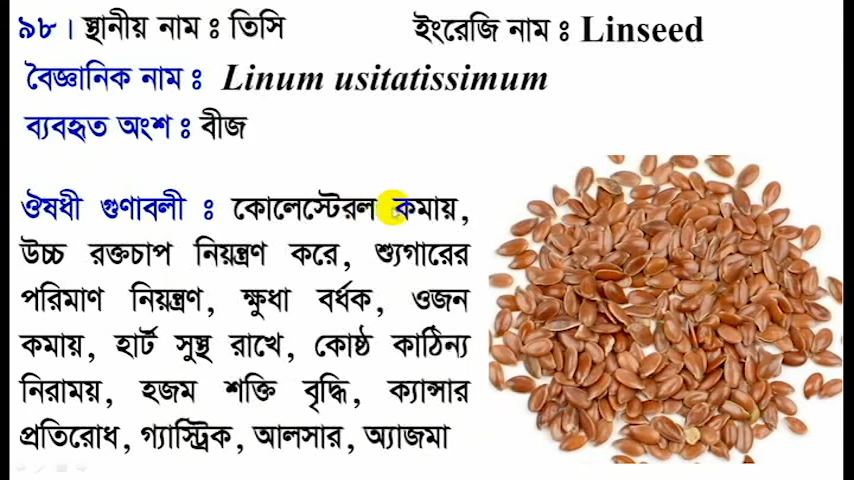 ৯৮। স্থানীয় নাম ঃ তিসি ইংরেজি নাম ঃ Linseed
বৈজ্ঞানিক নাম ঃ Linum usitatissimum
ব্যবহৃত অংশ ঃ বীজ
ঔষধী গুণাবলী ঃ কোলেস্টেরল কমায়,
উচ্চ রক্তচাপ নিয়ন্ত্রণ করে, শ্যুগারের
পরিমাণ নিয়ন্ত্রণ, ক্ষুধা বর্ধক, ওজন
কমায়, হার্ট সুস্থ রাখে, কোষ্ঠ কাঠিন্য
নিরাময়, হজম শক্তি বৃদ্ধি, ক্যান্সার
প্রতিরোধ, গ্যাস্ট্রিক, আলসার, অ্যাজমা